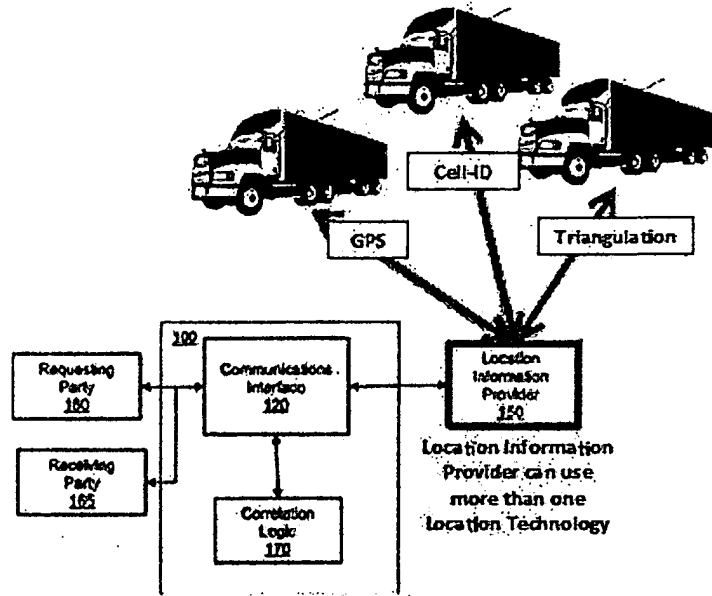 Cell-ID
GPS
Triangulation
100
Requesting
Party
160
Communications
Interface
120
Location
Information
Provider
150
Receiving
Party
165
Correlation
Logic
170
Location Information
Provider can use
more than one
Location Technology